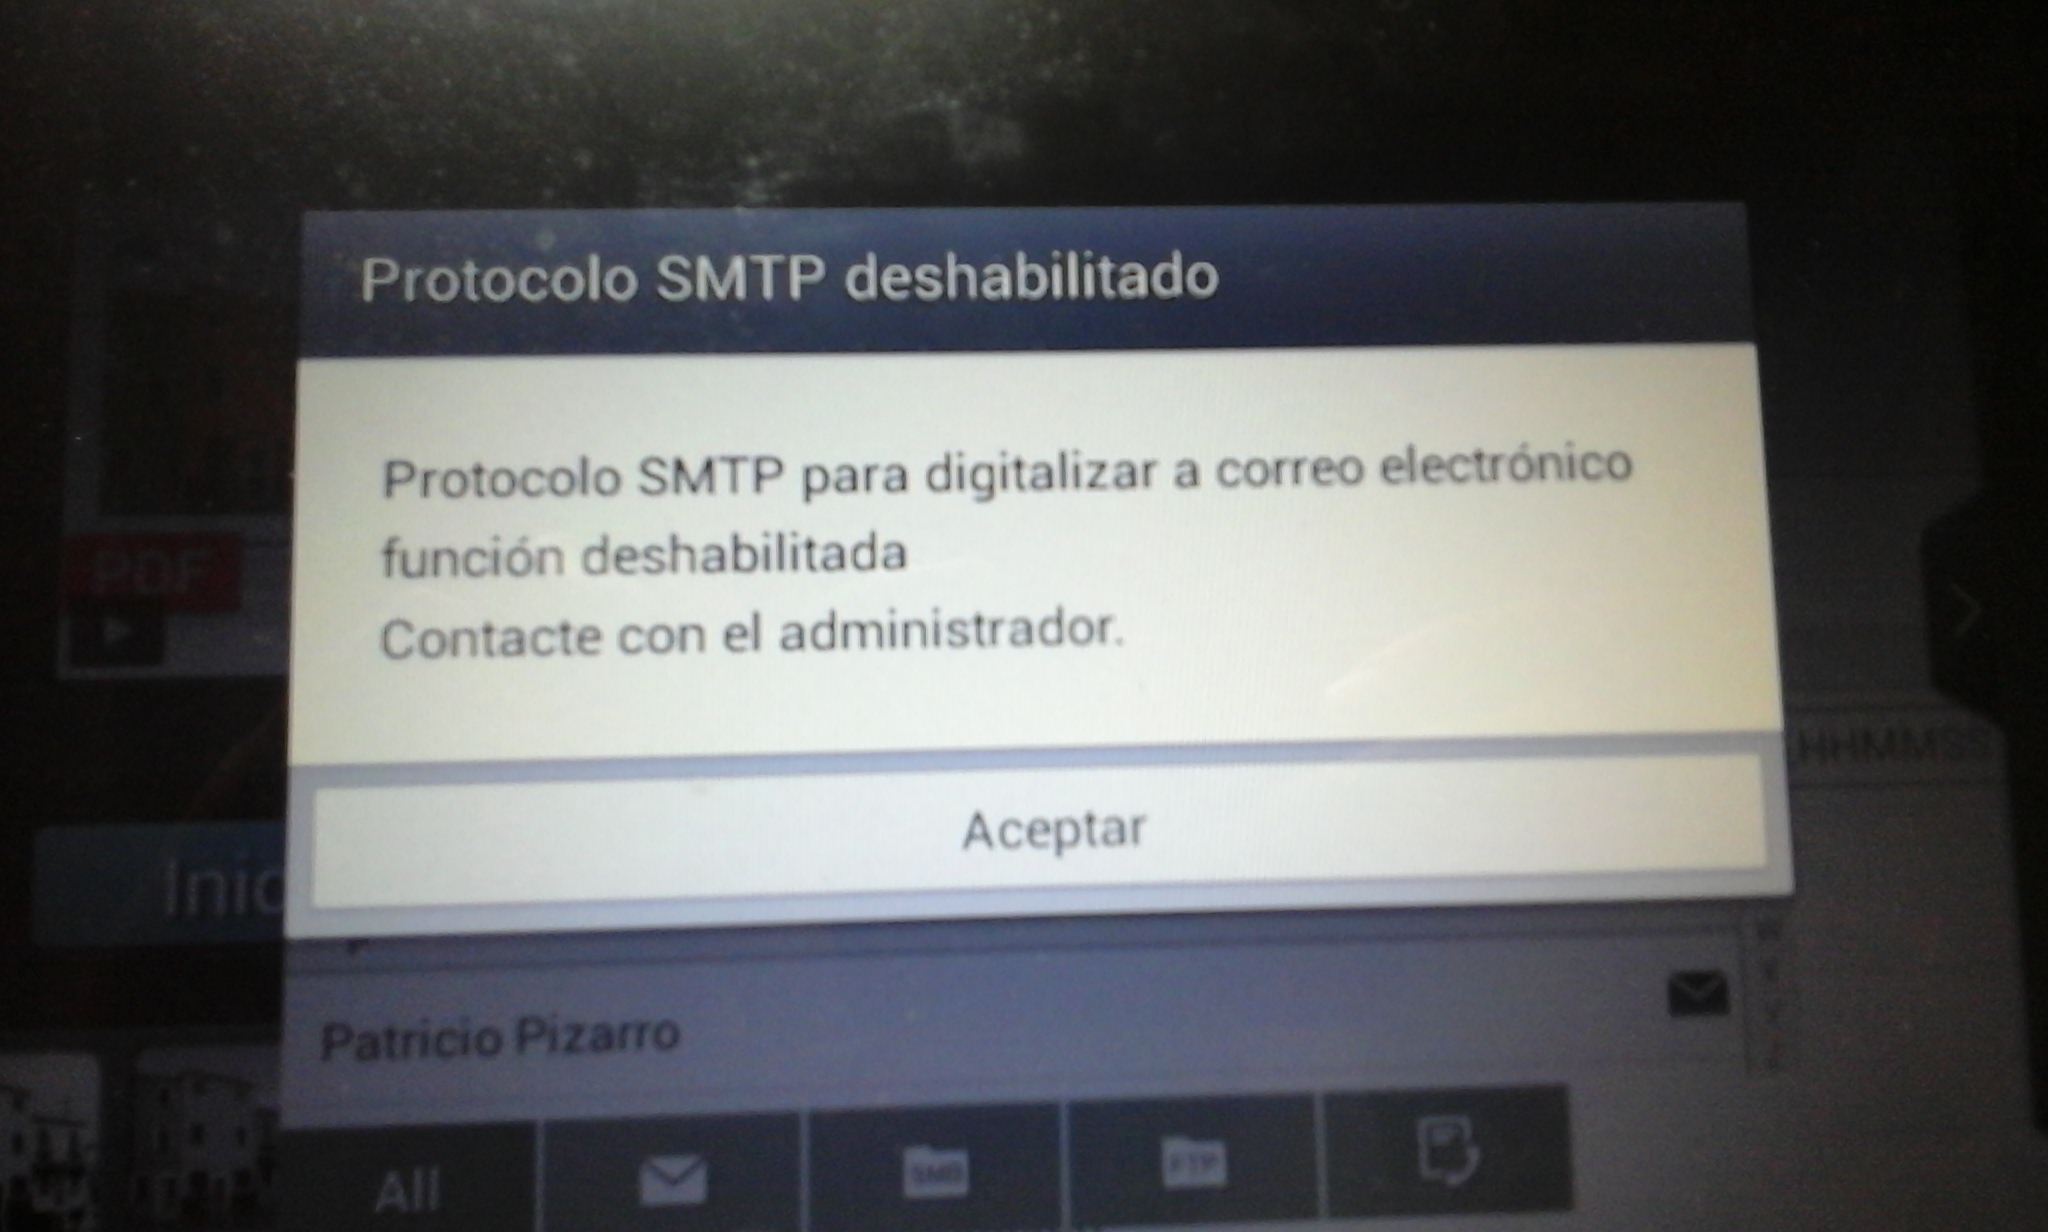 Protocolo SMTP deshabilitado
Protocolo SMTP para digitalizar a correo electrónico
función deshabilitada
Contacte con el administrador.
PDF
HHMMSS
Aceptar
Inic
Patricio Pizarro
All
SMB
FTP